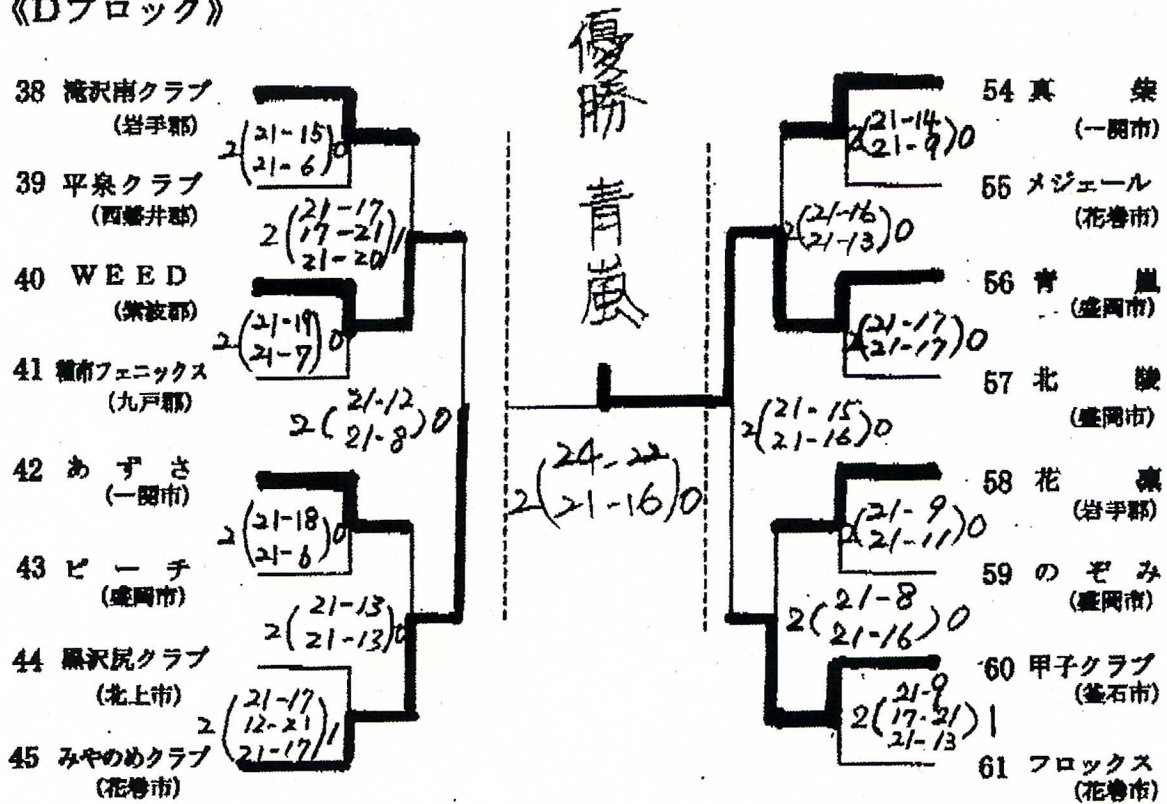 《Dブロック》
優勝 青嵐
38 滝沢南クラブ
(岩手郡)
2(21-15 21-6)0
39 平泉クラブ
(西磐井郡)
2(21-17 17-21 21-20)1
40 WEED
(紫波郡)
2(21-19 21-7)0
41 種市フェニックス
(九戸郡)
2(21-12 21-8)0
42 あずさ
(一関市)
2(21-18 21-6)0
43 ピーチ
(盛岡市)
2(21-13 21-13)0
44 黒沢尻クラブ
(北上市)
2(21-17 12-21 21-17)1
45 みやのめクラブ
(花巻市)
2(24-22 21-16)0
54 真柴
(一関市)
2(21-14 21-9)0
55 メジェール
(花巻市)
2(21-16 21-13)0
56 青嵐
(盛岡市)
2(21-17 21-17)0
57 北陵
(盛岡市)
2(21-15 21-16)0
58 花凛
(岩手郡)
2(21-9 21-11)0
59 のぞみ
(盛岡市)
2(21-8 21-16)0
60 甲子クラブ
(釜石市)
2(21-9 17-21 21-13)1
61 フロックス
(花巻市)